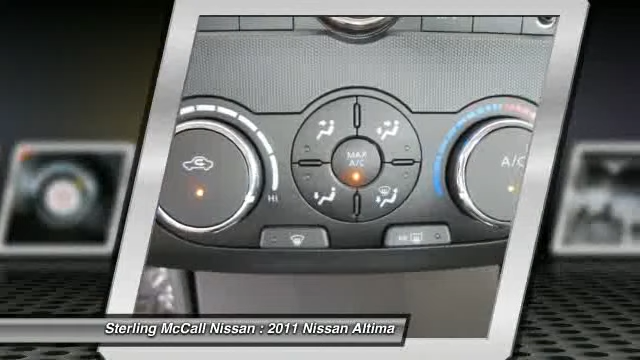 MAX
A/C
A/C
HI
Sterling McCall Nissan : 2011 Nissan Altima